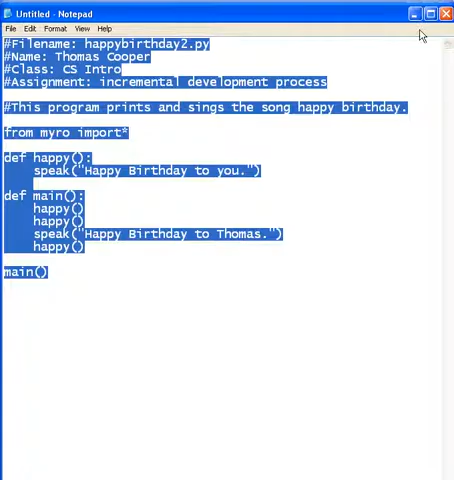 Untitled - Notepad
File Edit Format View Help
#Filename: happybirthday2.py
#Name: Thomas Cooper
#Class: CS Intro
#Assignment: incremental development process
#This program prints and sings the song happy birthday.
from myro import*
def happy():
    speak("Happy Birthday to you.")
def main():
    happy()
    happy()
    speak("Happy Birthday to Thomas.")
    happy()
main()